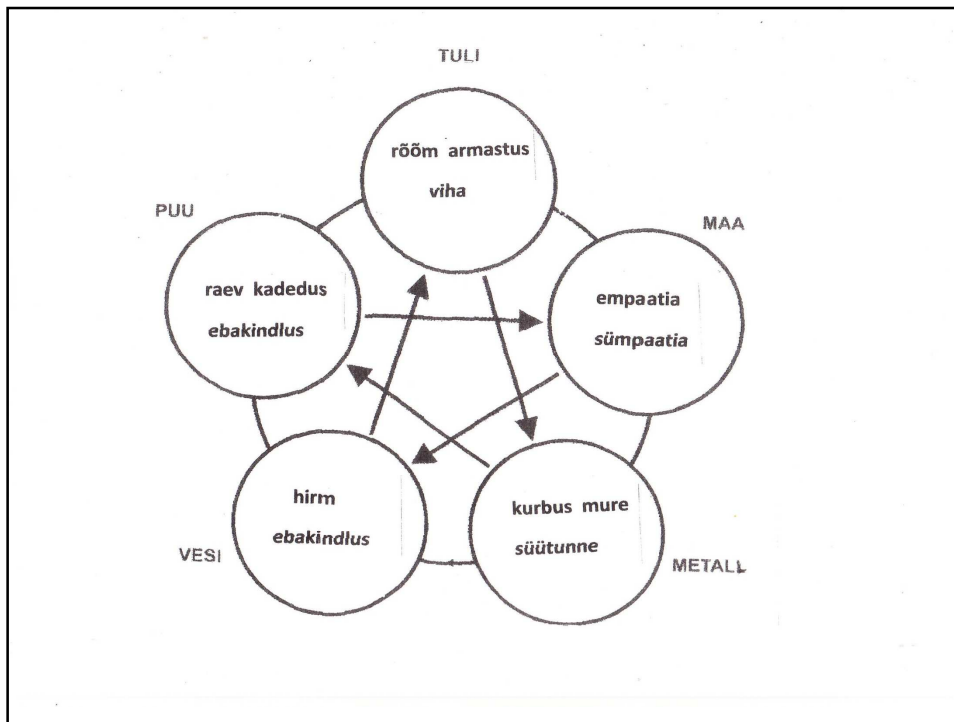 TULI
rõõm armastus
viha
PUU
raev kadedus
ebakindlus
MAA
empaatia
sümpaatia
VESI
hirm
ebakindlus
kurbus mure
süütunne
METALL